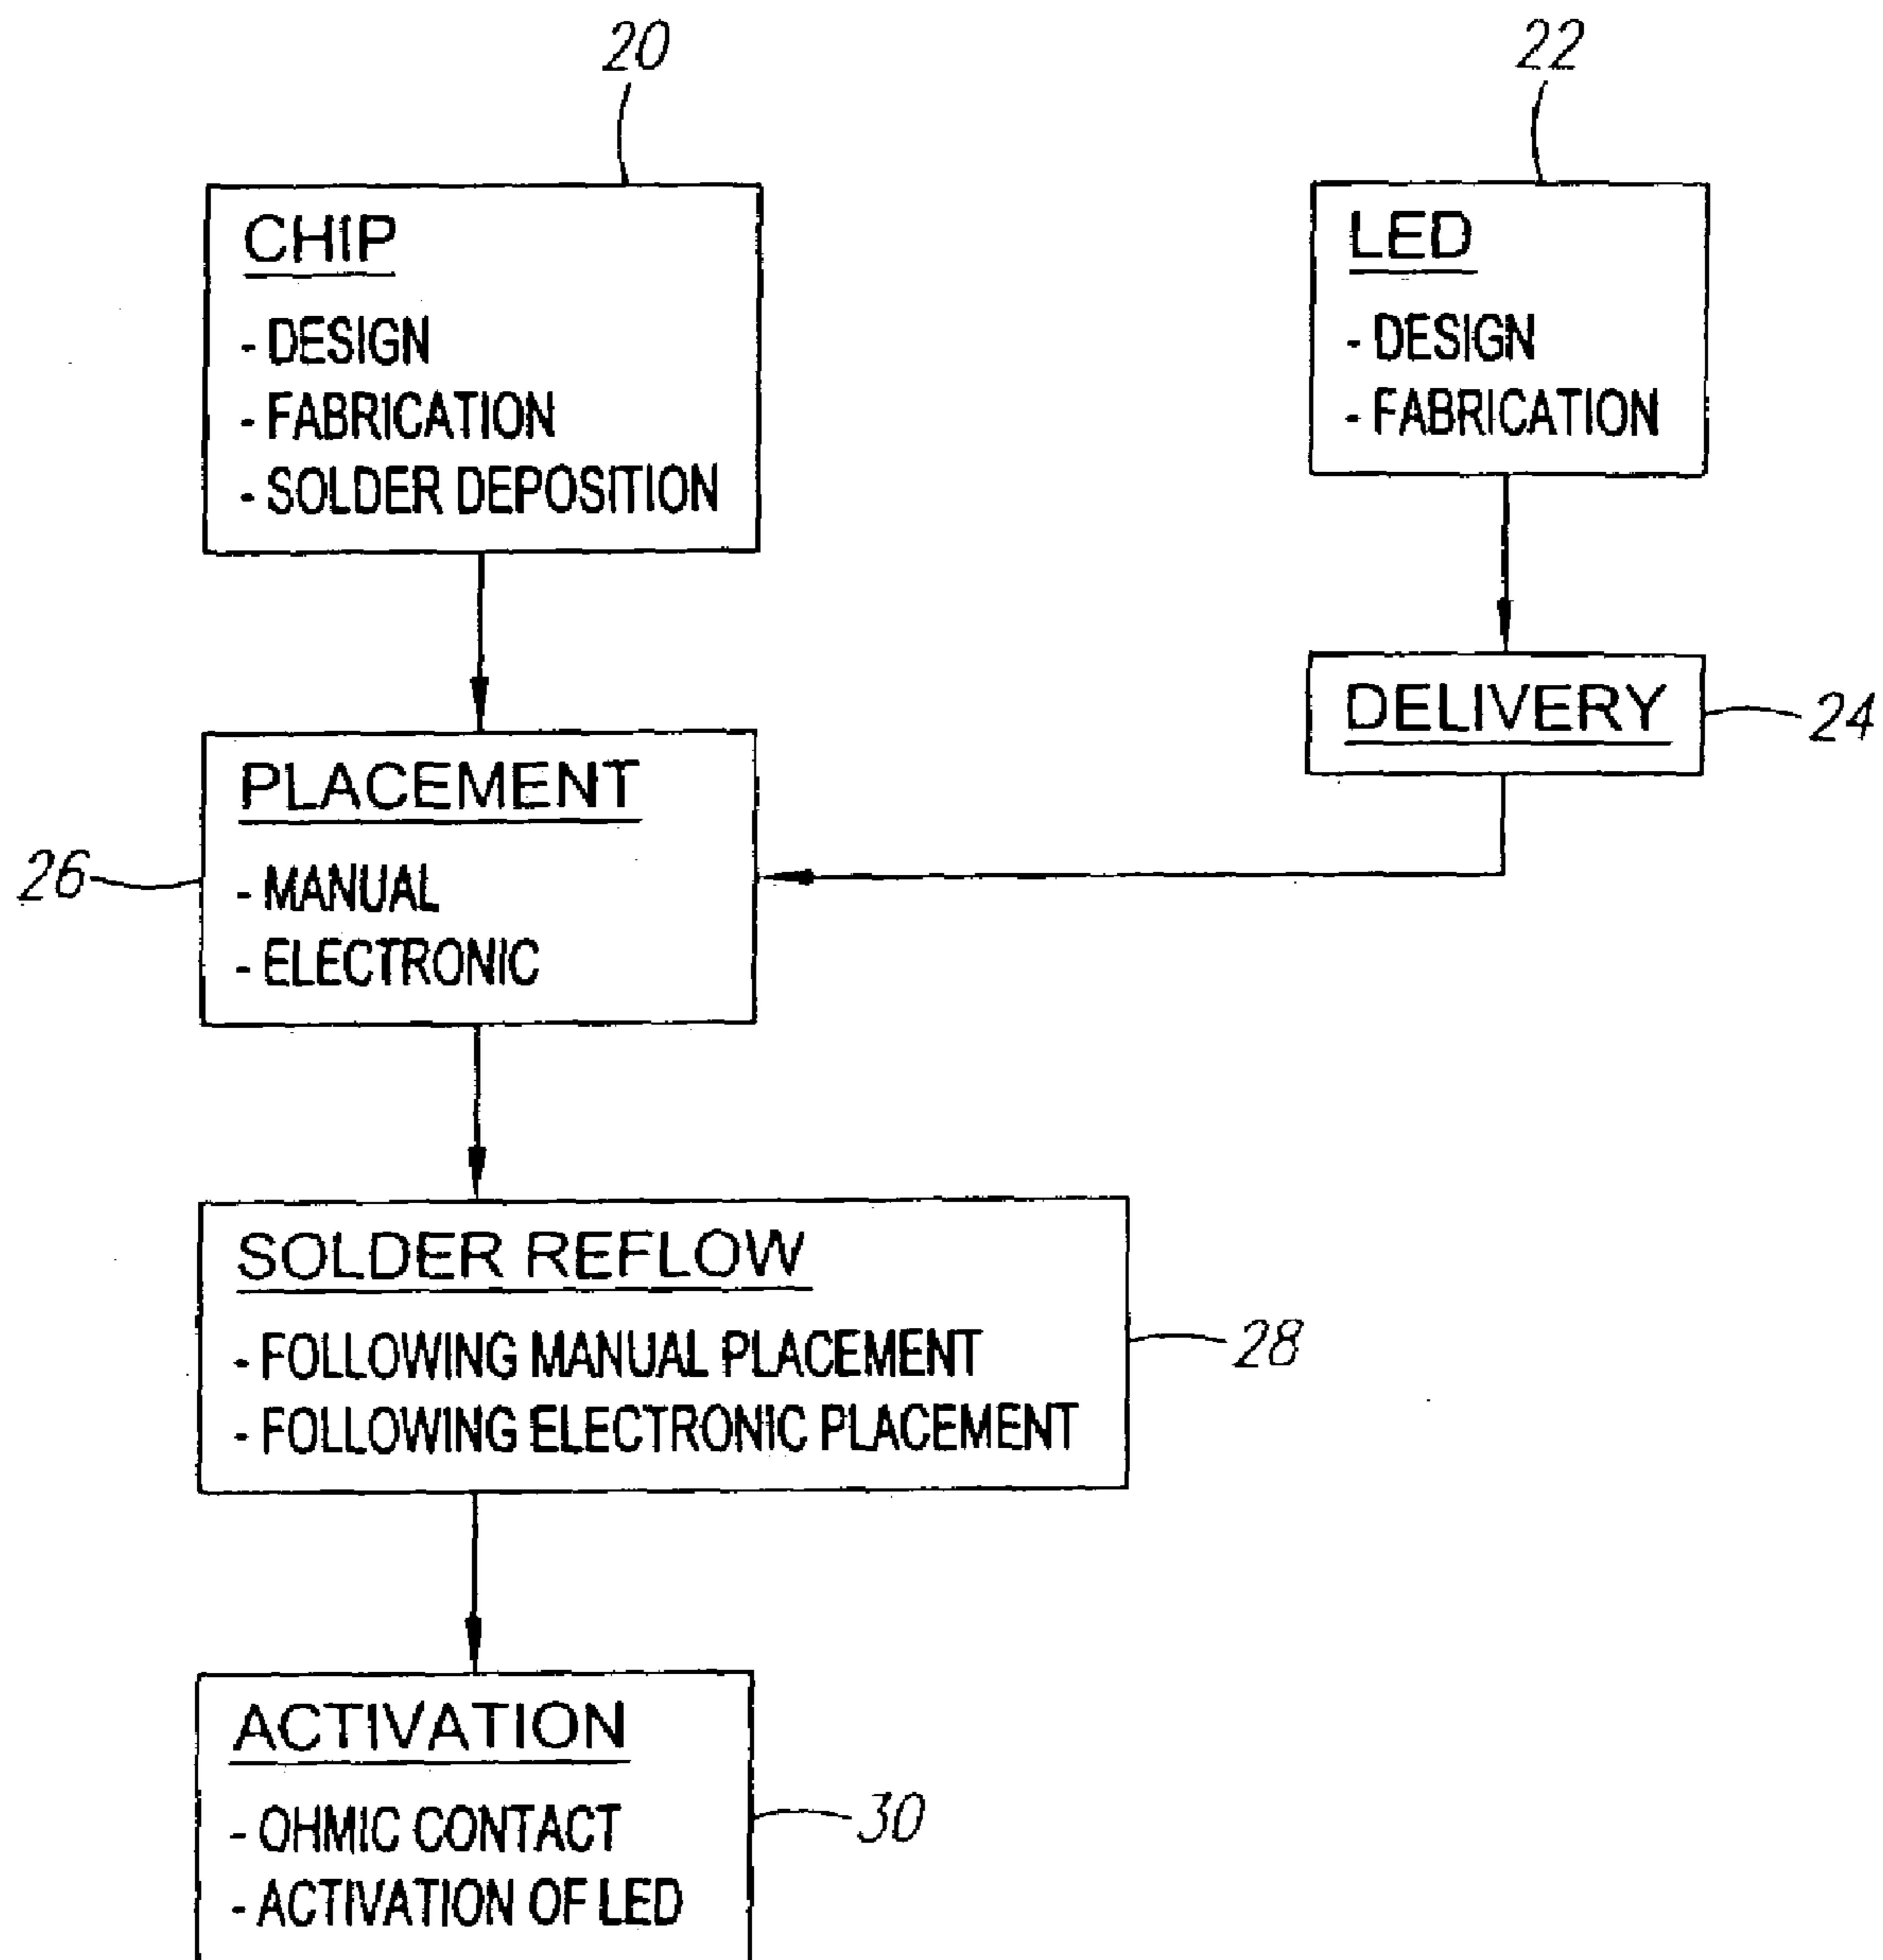 20
22
CHIP
- DESIGN
- FABRICATION
- SOLDER DEPOSITION
LED
- DESIGN
- FABRICATION
DELIVERY
24
PLACEMENT
- MANUAL
- ELECTRONIC
26
SOLDER REFLOW
- FOLLOWING MANUAL PLACEMENT
- FOLLOWING ELECTRONIC PLACEMENT
28
ACTIVATION
- OHMIC CONTACT
- ACTIVATION OF LED
30